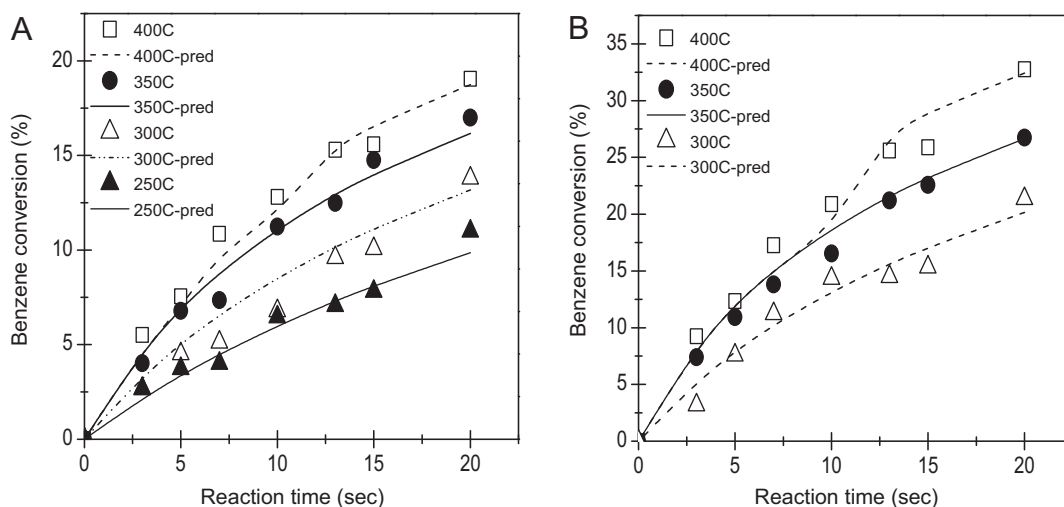 A
400C
400C-pred
350C
350C-pred
300C
300C-pred
250C
250C-pred
20
15
10
5
0
Benzene conversion (%)
0
5
10
15
20
Reaction time (sec)
B
400C
400C-pred
350C
350C-pred
300C
300C-pred
35
30
25
20
15
10
5
0
Benzene conversion (%)
0
5
10
15
20
Reaction time (sec)